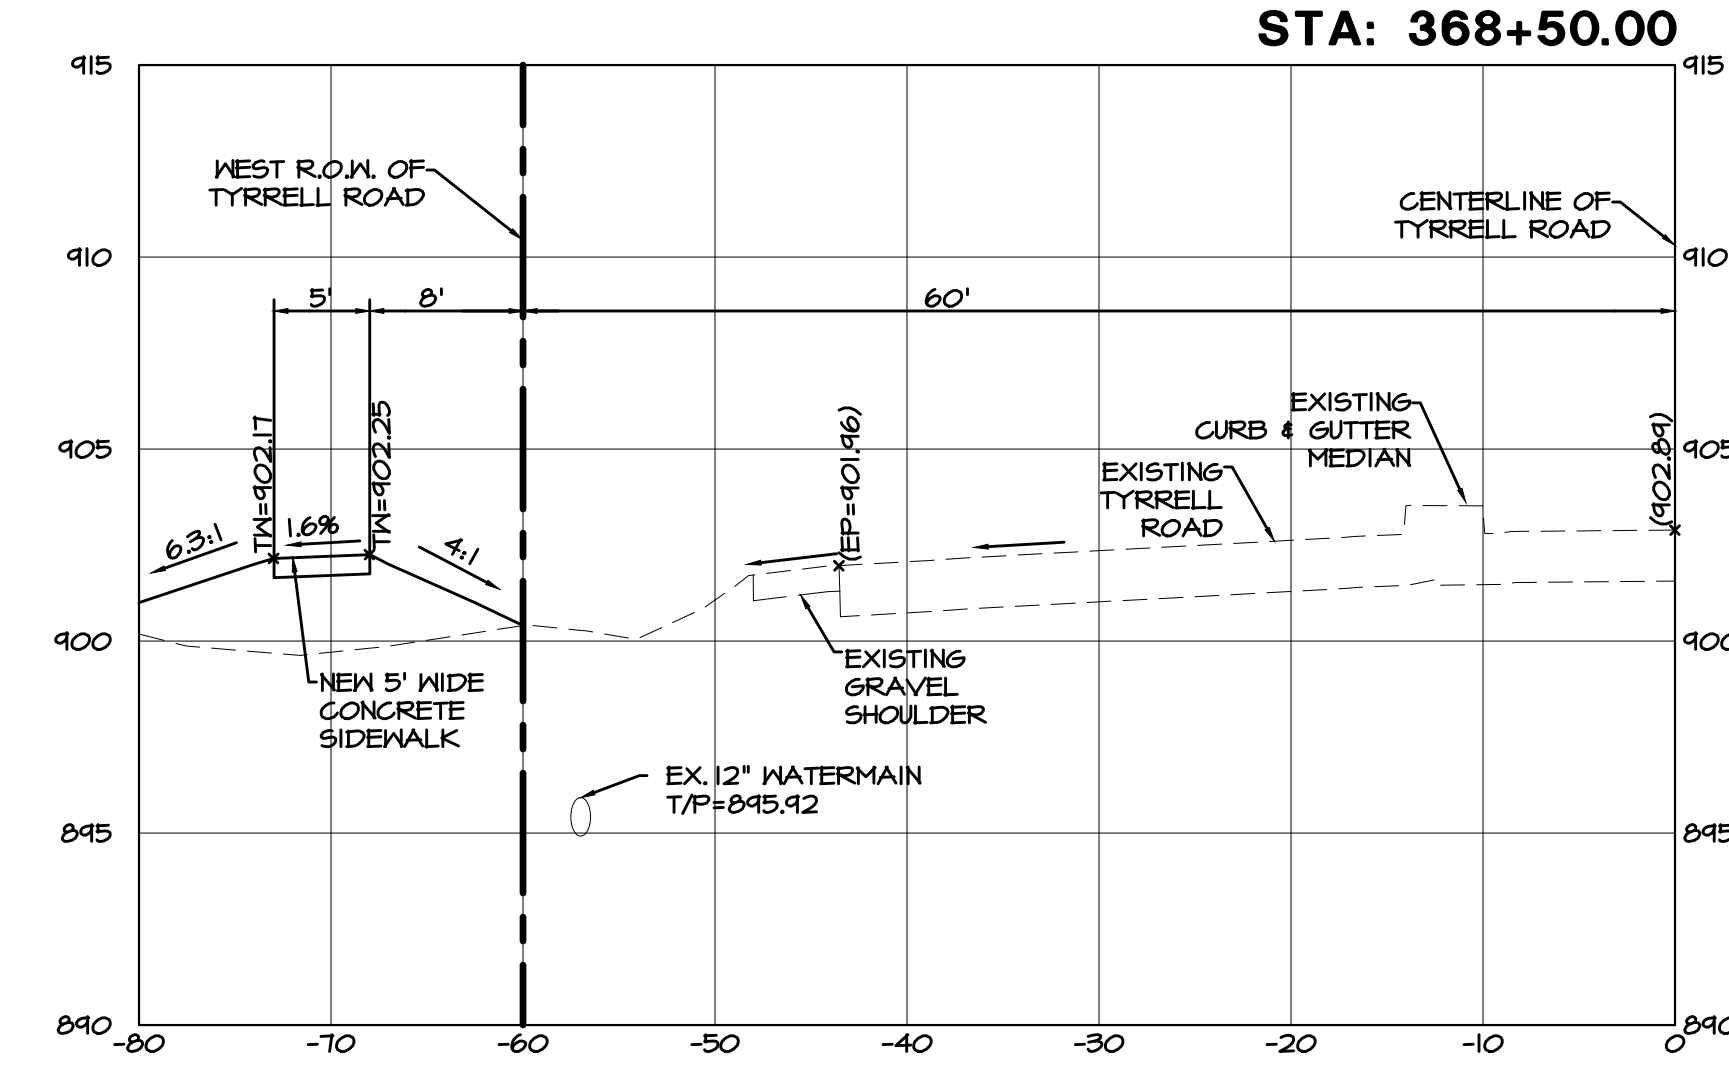 STA: 368+50.00
915
915
WEST R.O.W. OF
TYRRELL ROAD
CENTERLINE OF
TYRRELL ROAD
910
910
5'
8'
60'
TW=902.17
TW=902.25
(EP=901.96)
EXISTING
CURB & GUTTER
MEDIAN
(902.89)
905
905
EXISTING
TYRRELL
ROAD
6.3:1
1.6%
4:1
900
900
NEW 5' WIDE
CONCRETE
SIDEWALK
EXISTING
GRAVEL
SHOULDER
EX. 12" WATERMAIN
T/P=895.92
895
895
890
890
-80 -70 -60 -50 -40 -30 -20 -10 0